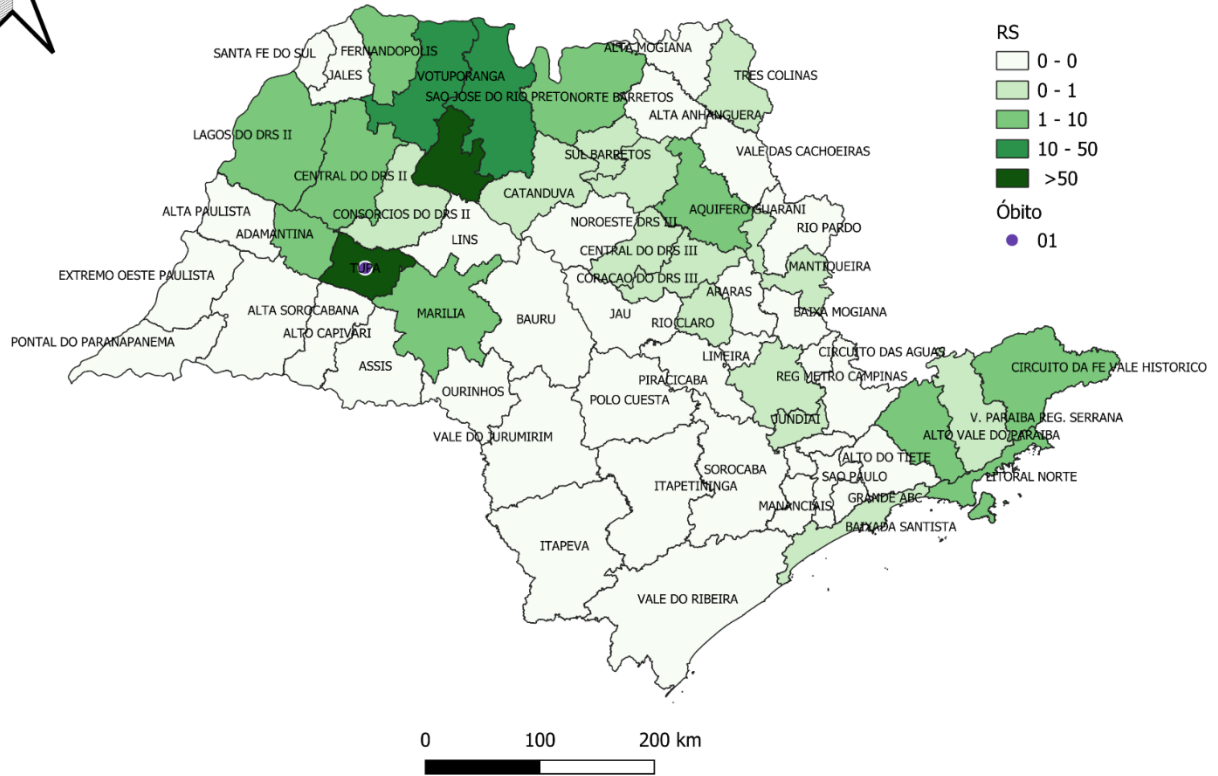 RS
0 - 0
0 - 1
1 - 10
10 - 50
>50
Óbito
01
SANTA FE DO SUL
FERNANDOPOLIS
JALES
VOTUPORANGA
SAO JOSE DO RIO PRETO
NORTE BARRETOS
ALTA MOGIANA
TRES COLINAS
ALTA ANHANGUERA
LAGOS DO DRS II
SUL BARRETOS
VALE DAS CACHOEIRAS
CENTRAL DO DRS II
CATANDUVA
ALTA PAULISTA
CONSORCIOS DO DRS II
AQUIFERO GUARANI
NOROESTE DRS III
RIO PARDO
ADAMANTINA
LINS
CENTRAL DO DRS III
TUPA
MANTIQUEIRA
EXTREMO OESTE PAULISTA
CORACAO DO DRS III
ARARAS
ALTA SOROCABANA
MARILIA
BAURU
JAU
RIO CLARO
BAIXA MOGIANA
ALTO CAPIVARI
PONTAL DO PARANAPANEMA
LIMEIRA
CIRCUITO DAS AGUAS
ASSIS
PIRACICABA
REG METRO CAMPINAS
CIRCUITO DA FE VALE HISTORICO
OURINHOS
POLO CUESTA
JUNDIAI
V. PARAIBA REG. SERRANA
VALE DO JURUMIRIM
ALTO VALE DO PARAIBA
ALTO DO TIETE
SOROCABA
SAO PAULO
LITORAL NORTE
ITAPETININGA
GRANDE ABC
MANANCIAIS
BAIXADA SANTISTA
ITAPEVA
VALE DO RIBEIRA
0 100 200 km